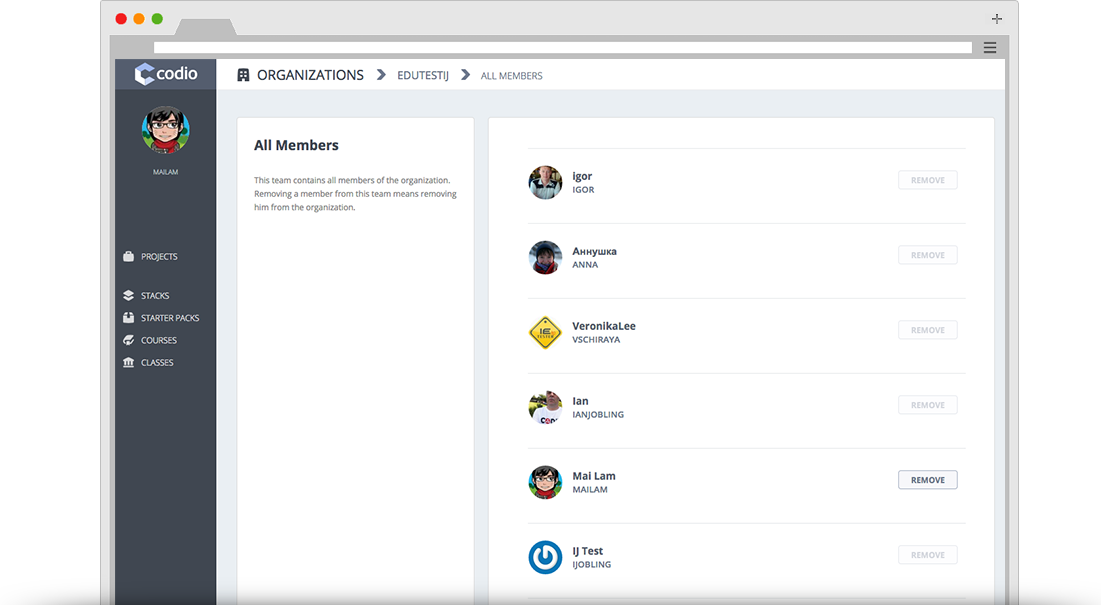 codio
ORGANIZATIONS
EDUTESTIJ
ALL MEMBERS
MAILAM
PROJECTS
STACKS
STARTER PACKS
COURSES
CLASSES
All Members
This team contains all members of the organization.
Removing a member from this team means removing
him from the organization.
igor
IGOR
REMOVE
Аннушка
ANNA
REMOVE
VeronikaLee
VSCHIRAYA
REMOVE
Ian
IANJOBLING
REMOVE
Mai Lam
MAILAM
REMOVE
IJ Test
IJOBLING
REMOVE